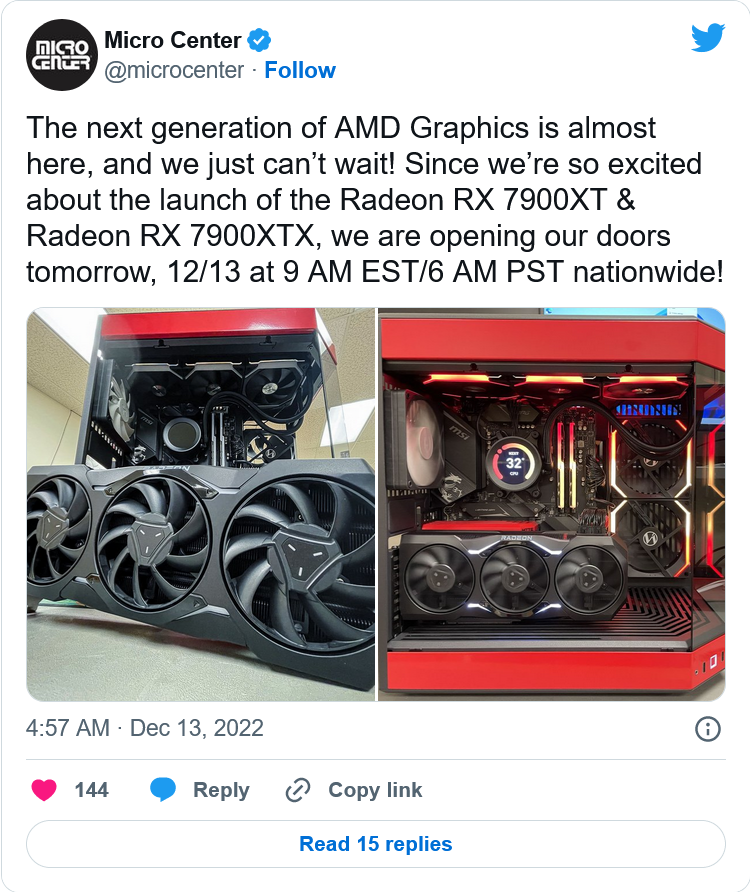 MICRO
CENTER
Micro Center
@microcenter · Follow
The next generation of AMD Graphics is almost
here, and we just can’t wait! Since we’re so excited
about the launch of the Radeon RX 7900XT &
Radeon RX 7900XTX, we are opening our doors
tomorrow, 12/13 at 9 AM EST/6 AM PST nationwide!
RADEON
32°
CPU
RADEON
4:57 AM · Dec 13, 2022
144 Reply Copy link
Read 15 replies